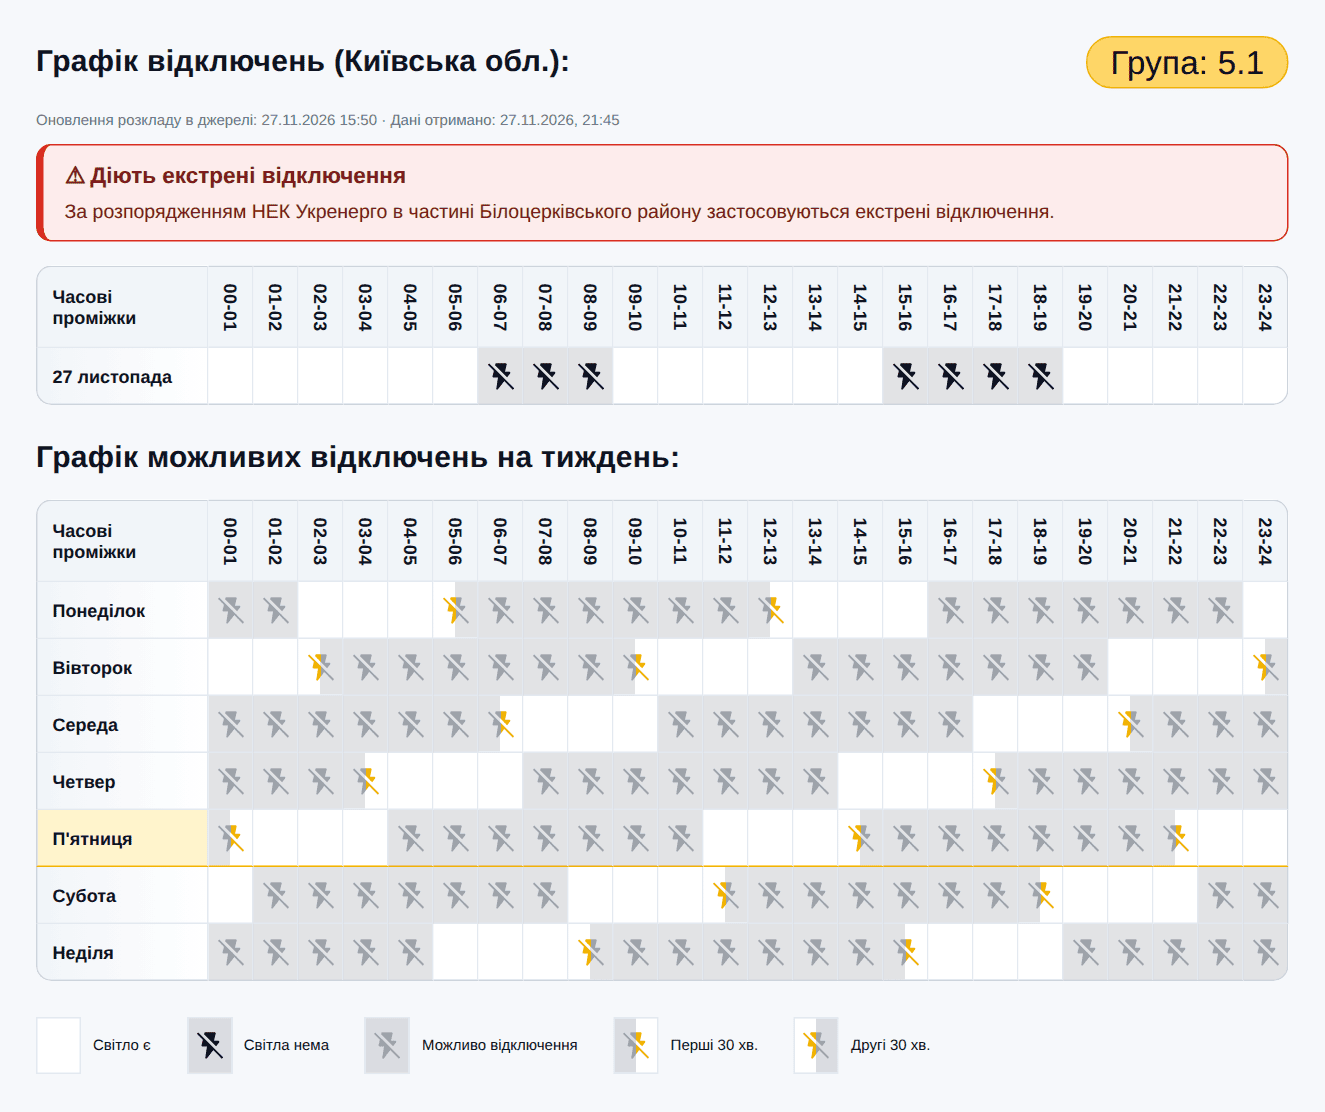 Графік відключень (Київська обл.):
Група: 5.1
Оновлення розкладу в джерелі: 27.11.2026 15:50 · Дані отримано: 27.11.2026, 21:45
⚠ Діють екстрені відключення
За розпорядженням НЕК Укренерго в частині Білоцерківського району застосовуються екстрені відключення.
Часові
проміжки
00-01 01-02 02-03 03-04 04-05 05-06 06-07 07-08 08-09 09-10 10-11 11-12 12-13 13-14 14-15 15-16 16-17 17-18 18-19 19-20 20-21 21-22 22-23 23-24
27 листопада
Графік можливих відключень на тиждень:
Часові
проміжки
00-01 01-02 02-03 03-04 04-05 05-06 06-07 07-08 08-09 09-10 10-11 11-12 12-13 13-14 14-15 15-16 16-17 17-18 18-19 19-20 20-21 21-22 22-23 23-24
Понеділок
Вівторок
Середа
Четвер
П'ятниця
Субота
Неділя
Світло є
Світла нема
Можливо відключення
Перші 30 хв.
Другі 30 хв.